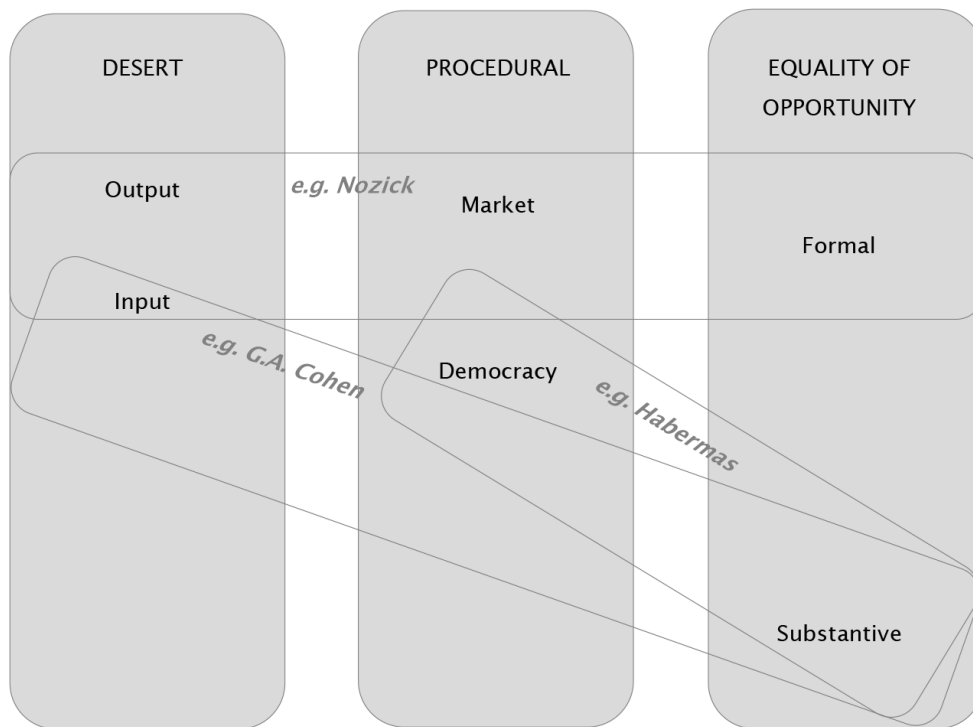 DESERT
PROCEDURAL
EQUALITY OF
OPPORTUNITY
Output
e.g. Nozick
Market
Formal
Input
e.g. G.A. Cohen
Democracy
e.g. Habermas
Substantive